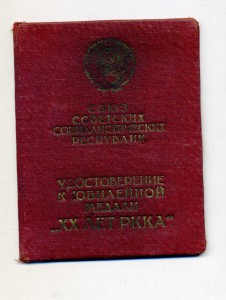 СОЮЗ
СОВЕТСКИХ
СОЦИАЛИСТИЧЕСКИХ
РЕСПУБЛИК
УДОСТОВЕРЕНИЕ
К ЮБИЛЕЙНОЙ
МЕДАЛИ
„XX ЛЕТ РККА“